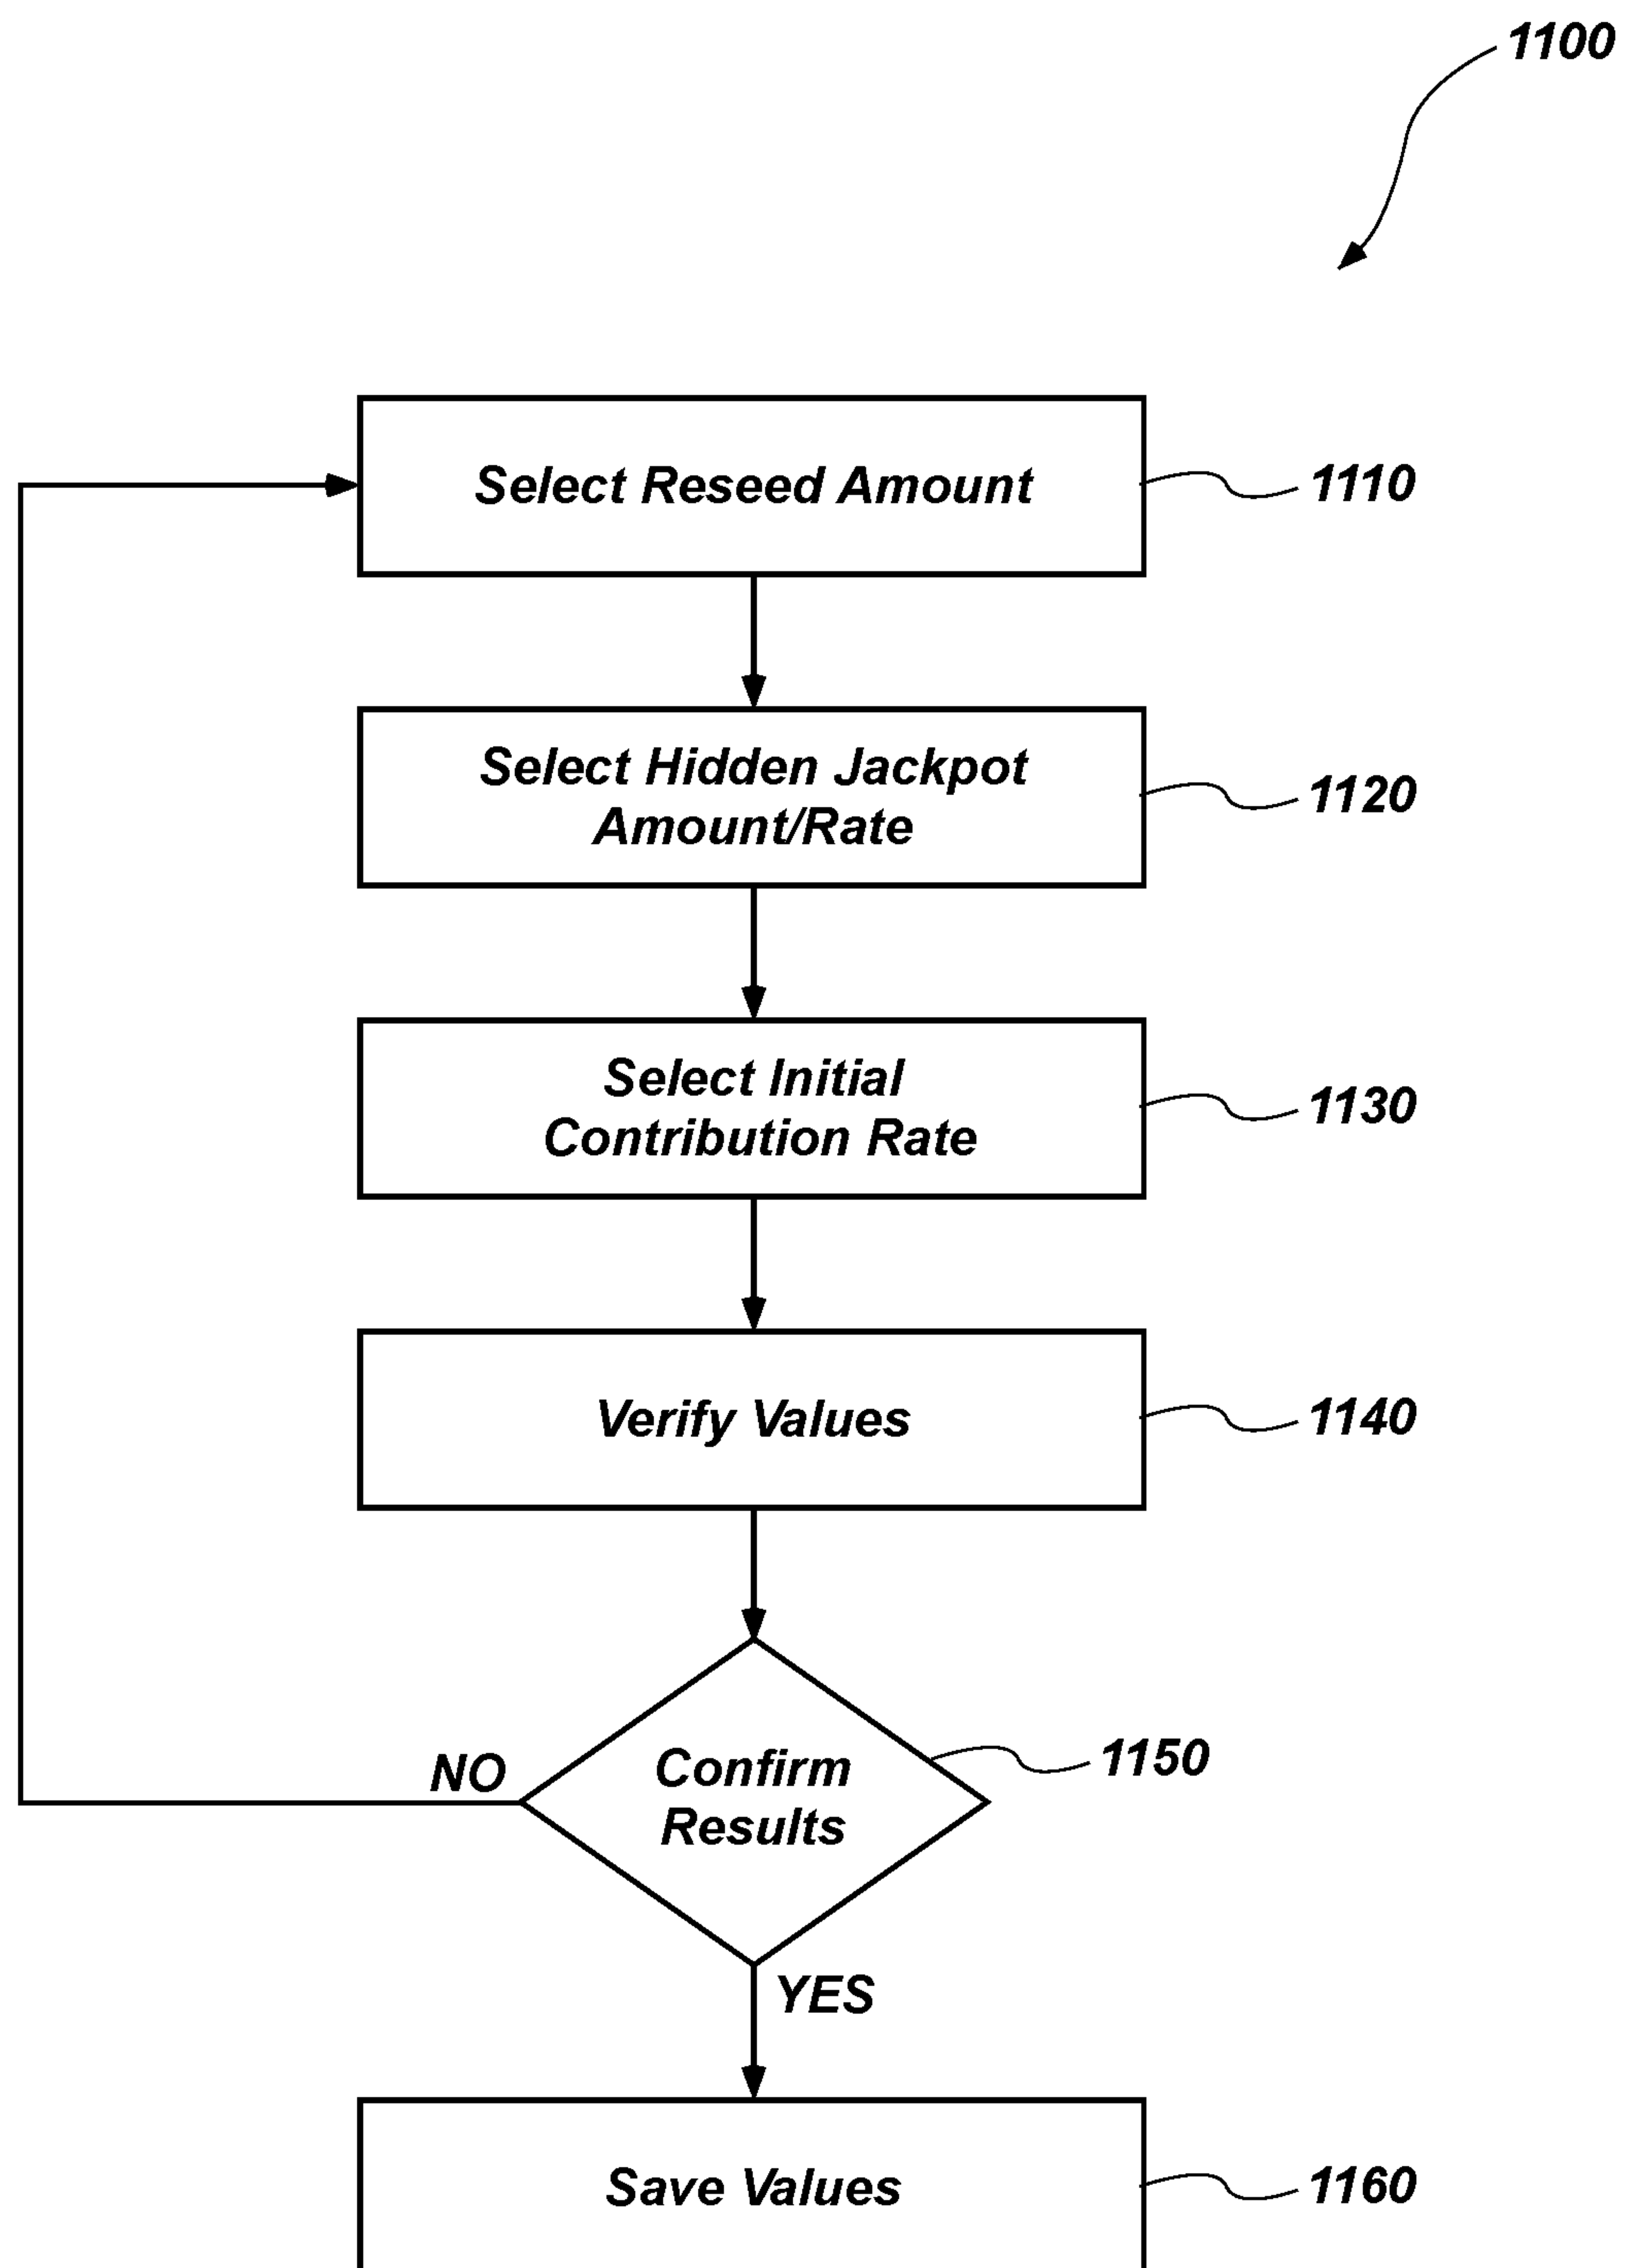 1100
Select Reseed Amount
1110
Select Hidden Jackpot
Amount/Rate
1120
Select Initial
Contribution Rate
1130
Verify Values
1140
Confirm
Results
1150
NO
YES
Save Values
1160